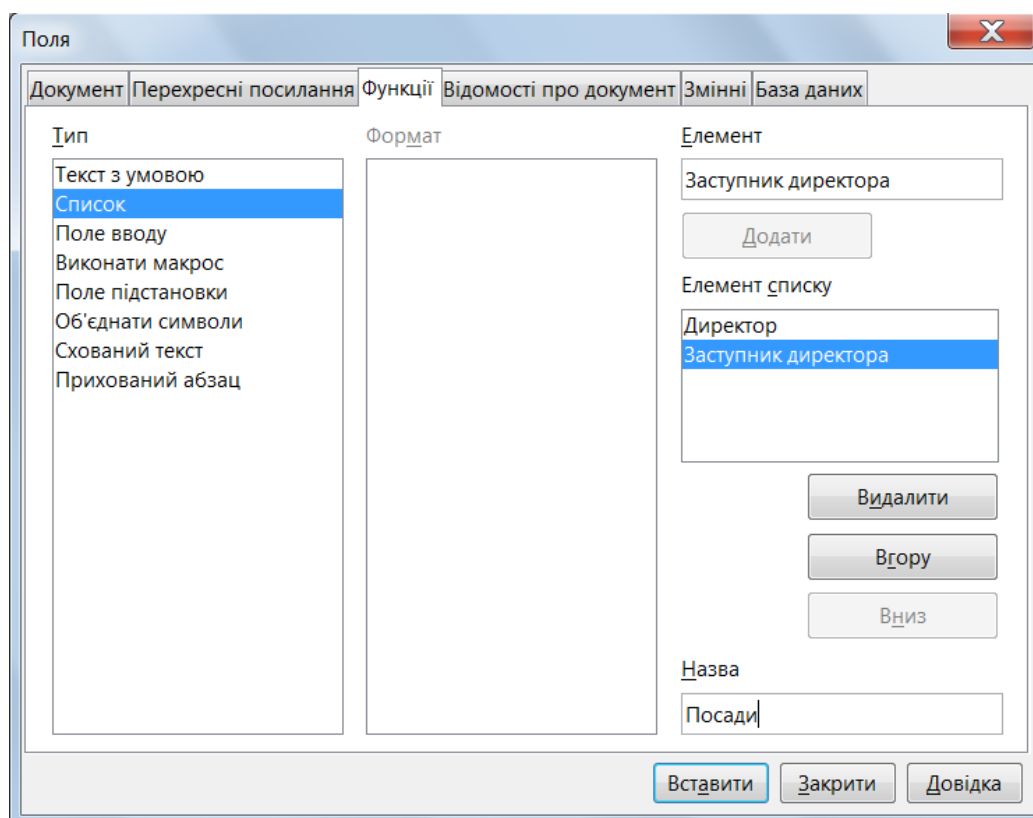 Поля
Документ Перехресні посилання Функції Відомості про документ Змінні База даних
Тип
Текст з умовою
Список
Поле вводу
Виконати макрос
Поле підстановки
Об'єднати символи
Схований текст
Прихований абзац
Формат
Елемент
Заступник директора
Додати
Елемент списку
Директор
Заступник директора
Видалити
Вгору
Вниз
Назва
Посади
Вставити Закрити Довідка